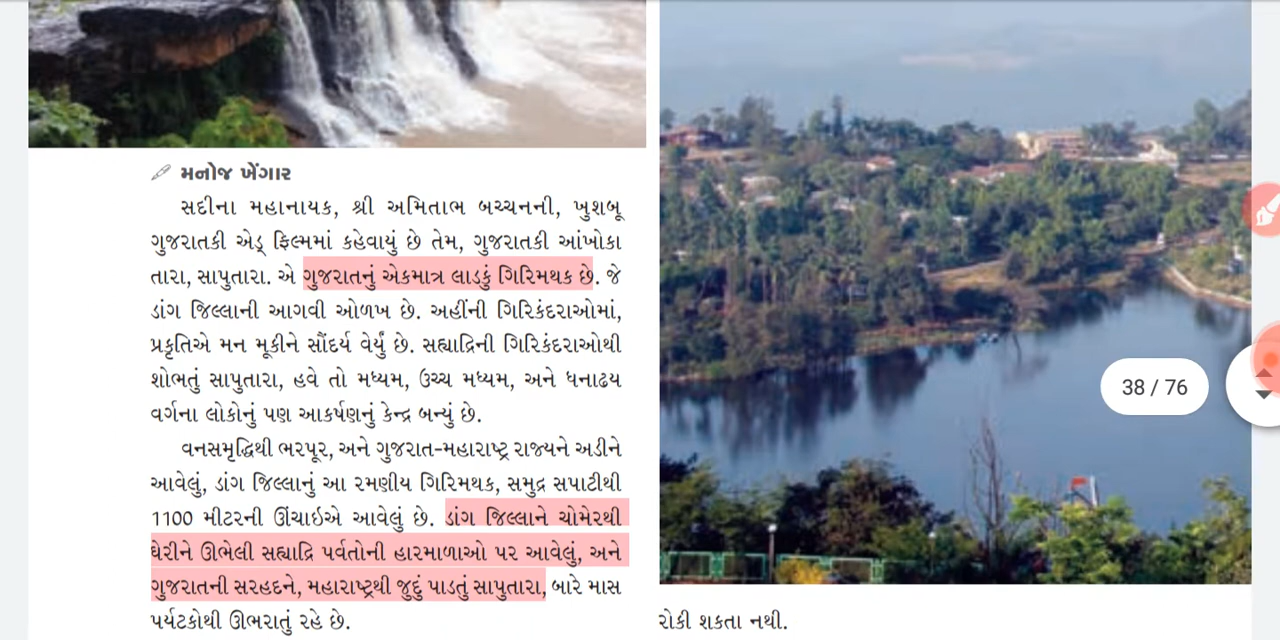 મનોજ ખેંગાર
સદીના મહાનાયક, શ્રી અમિતાભ બચ્ચનની, ખુશબૂ
ગુજરાતકી એડ્ ફિલ્મમાં કહેવાયું છે તેમ, ગુજરાતકી આંખોકા
તારા, સાપુતારા. એ ગુજરાતનું એકમાત્ર લાડકું ગિરિમથક છે. જે
ડાંગ જિલ્લાની આગવી ઓળખ છે. અહીંની ગિરિકંદરાઓમાં,
પ્રકૃતિએ મન મૂકીને સૌંદર્ય વેર્યું છે. સહ્યાદ્રિની ગિરિકંદરાઓથી
શોભતું સાપુતારા, હવે તો મધ્યમ, ઉચ્ચ મધ્યમ, અને ધનાઢય
વર્ગના લોકોનું પણ આકર્ષણનું કેન્દ્ર બન્યું છે.
વનસમૃદ્ધિથી ભરપૂર, અને ગુજરાત-મહારાષ્ટ્ર રાજ્યને અડીને
આવેલું, ડાંગ જિલ્લાનું આ રમણીય ગિરિમથક, સમુદ્ર સપાટીથી
1100 મીટરની ઊંચાઇએ આવેલું છે. ડાંગ જિલ્લાને ચોમેરથી
ઘેરીને ઊભેલી સહ્યાદ્રિ પર્વતોની હારમાળાઓ પર આવેલું, અને
ગુજરાતની સરહદને, મહારાષ્ટ્રથી જુદું પાડતું સાપુતારા, બારે માસ
પર્યટકોથી ઊભરાતું રહે છે.
રોકી શકતા નથી.
38 / 76